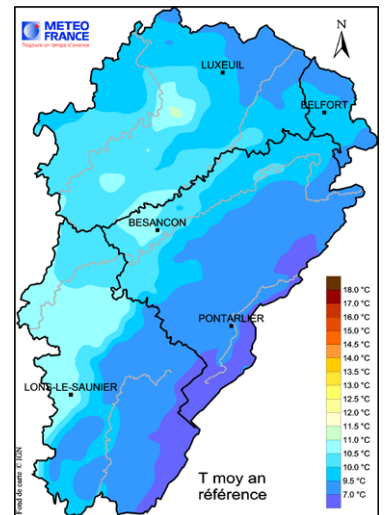 METEO
FRANCE
Toujours un temps d'avance
N
LUXEUIL
BELFORT
BESANCON
PONTARLIER
LONS-LE-SAUNIER
18.0 °C
17.0 °C
16.0 °C
15.0 °C
14.5 °C
14.0 °C
13.5 °C
13.0 °C
12.5 °C
12.0 °C
11.5 °C
11.0 °C
10.5 °C
10.0 °C
9.5 °C
7.0 °C
T moy an
référence
Fond de carte © IGN